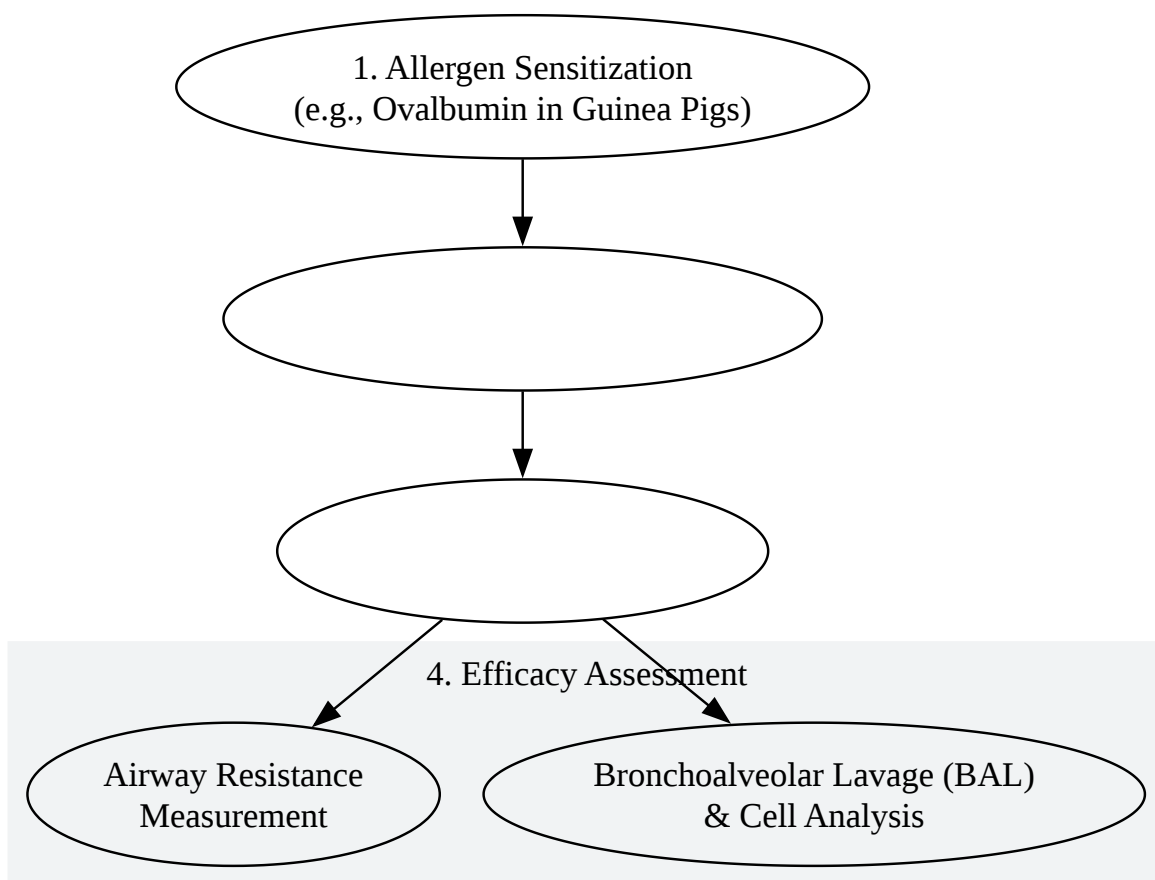 1. Allergen Sensitization
(e.g., Ovalbumin in Guinea Pigs)
4. Efficacy Assessment
Airway Resistance
Measurement
Bronchoalveolar Lavage (BAL)
& Cell Analysis